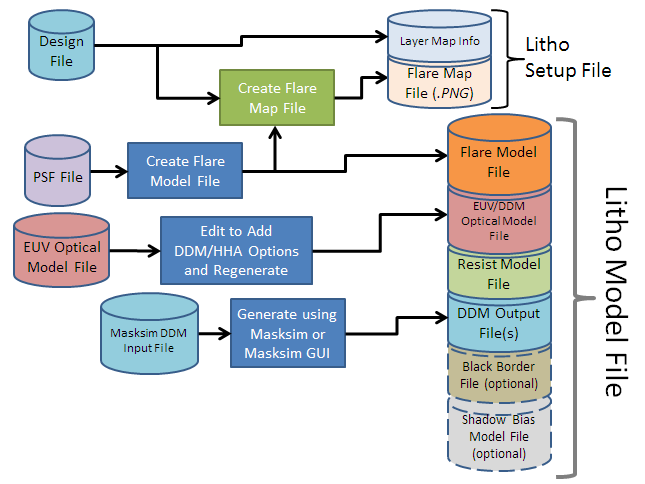 Design
File
Layer Map Info
Flare Map
File (.PNG)
Litho
Setup File
Create Flare
Map File
PSF File
Create Flare
Model File
Flare Model
File
EUV Optical
Model File
Edit to Add
DDM/HHA Options
and Regenerate
EUV/DDM
Optical Model
File
Resist Model
File
Masksim DDM
Input File
Generate using
Masksim or
Masksim GUI
DDM Output
File(s)
Black Border
File (optional)
Shadow Bias
Model File
(optional)
Litho Model File